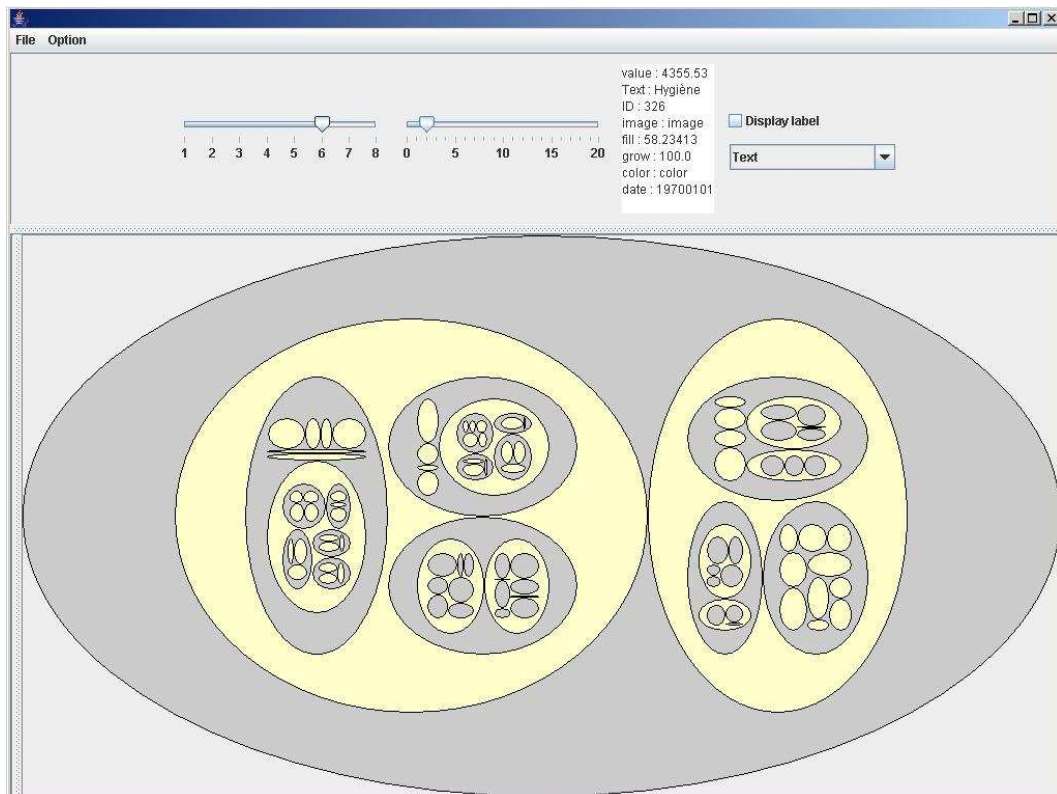 File Option
1 2 3 4 5 6 7 8
0 5 10 15 20
value : 4355.53
Text : Hygiène
ID : 326
image : image
fill : 58.23413
grow : 100.0
color : color
date : 19700101
Display label
Text